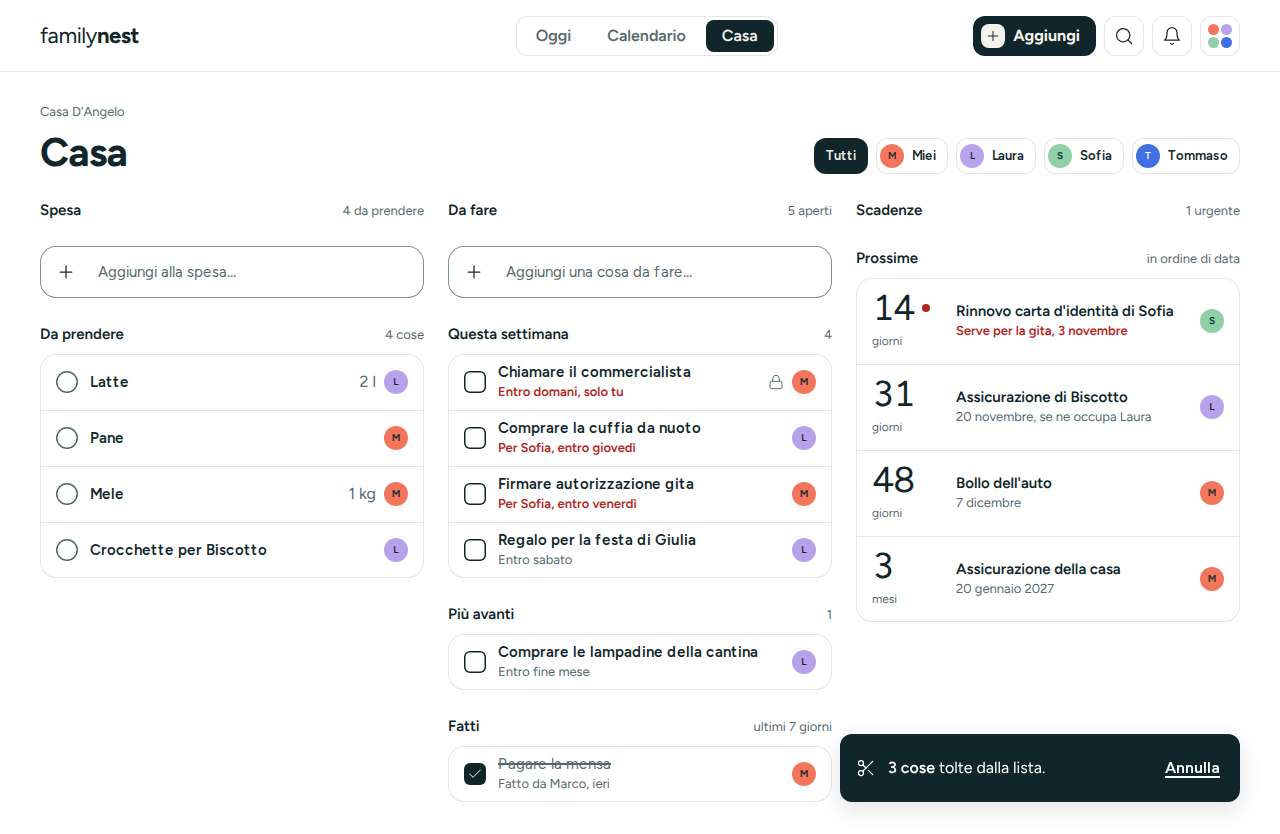 familynest
Oggi
Calendario
Casa
Aggiungi
Casa D'Angelo
Casa
Tutti
M Miei
L Laura
S Sofia
T Tommaso
Spesa
4 da prendere
Aggiungi alla spesa...
Da prendere
4 cose
Latte
2 l
L
Pane
M
Mele
1 kg
M
Crocchette per Biscotto
L
Da fare
5 aperti
Aggiungi una cosa da fare...
Questa settimana
4
Chiamare il commercialista
Entro domani, solo tu
M
Comprare la cuffia da nuoto
Per Sofia, entro giovedì
L
Firmare autorizzazione gita
Per Sofia, entro venerdì
M
Regalo per la festa di Giulia
Entro sabato
L
Più avanti
1
Comprare le lampadine della cantina
Entro fine mese
L
Fatti
ultimi 7 giorni
Pagare la mensa
Fatto da Marco, ieri
M
Scadenze
1 urgente
Prossime
in ordine di data
14
giorni
Rinnovo carta d'identità di Sofia
Serve per la gita, 3 novembre
S
31
giorni
Assicurazione di Biscotto
20 novembre, se ne occupa Laura
L
48
giorni
Bollo dell'auto
7 dicembre
M
3
mesi
Assicurazione della casa
20 gennaio 2027
M
3 cose tolte dalla lista.
Annulla